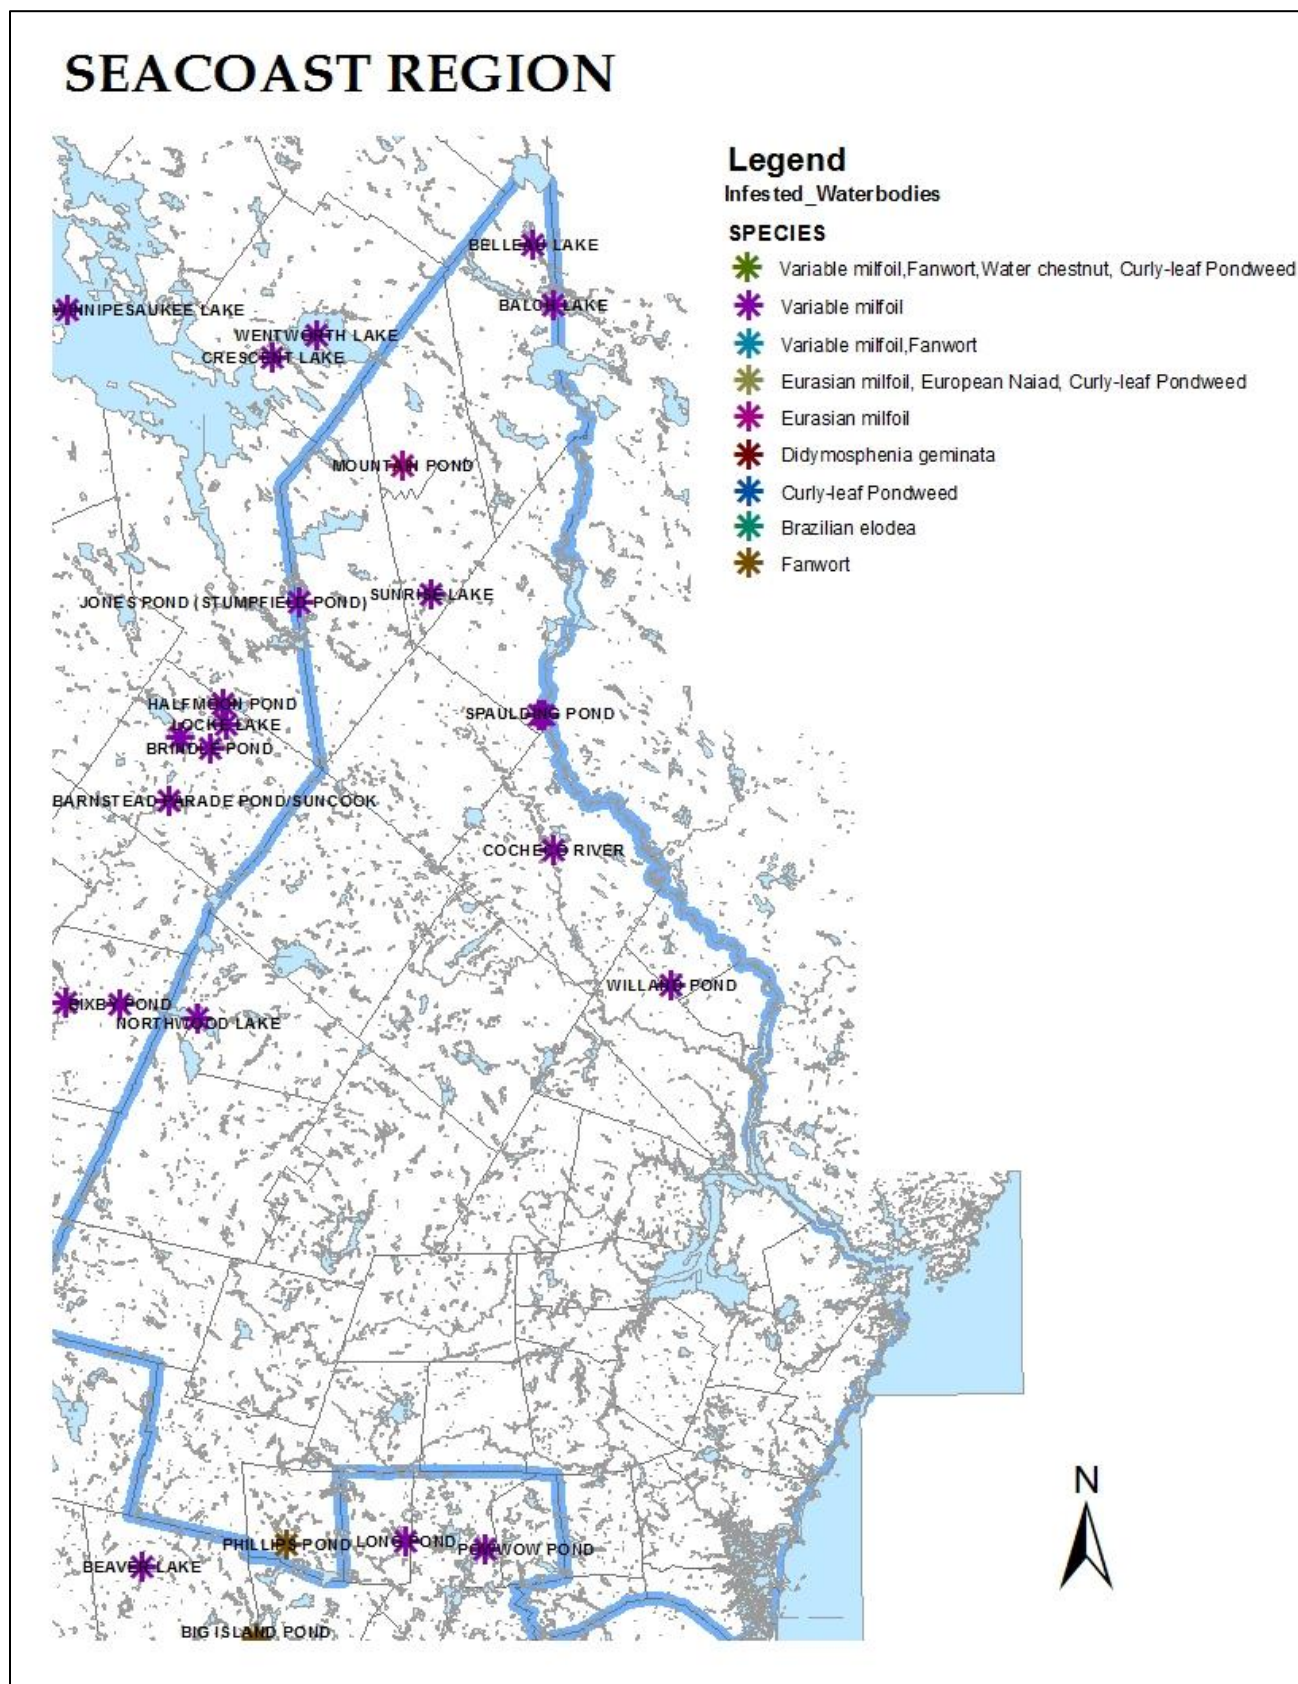 SEACOAST REGION
Legend
Infested_Waterbodies
SPECIES
Variable milfoil,Fanwort,Water chestnut, Curly-leaf Pondweed
Variable milfoil
Variable milfoil,Fanwort
Eurasian milfoil, European Naiad, Curly-leaf Pondweed
Eurasian milfoil
Didymosphenia geminata
Curly-leaf Pondweed
Brazilian elodea
Fanwort
BELLEAU LAKE
BALCH LAKE
WINNIPESAUKEE LAKE
WENTWORTH LAKE
CRESCENT LAKE
MOUNTAIN POND
SUNRISE LAKE
JONES POND (STUMPFIELD POND)
HALFMOON POND
LOCKE LAKE
BRINDLE POND
SPAULDING POND
BARNSTEAD PARADE POND/SUNCOOK
COCHECO RIVER
WILLAND POND
BIXBY POND
NORTHWOOD LAKE
PHILLIPS POND
LONG POND
POWWOW POND
BEAVER LAKE
BIG ISLAND POND
N